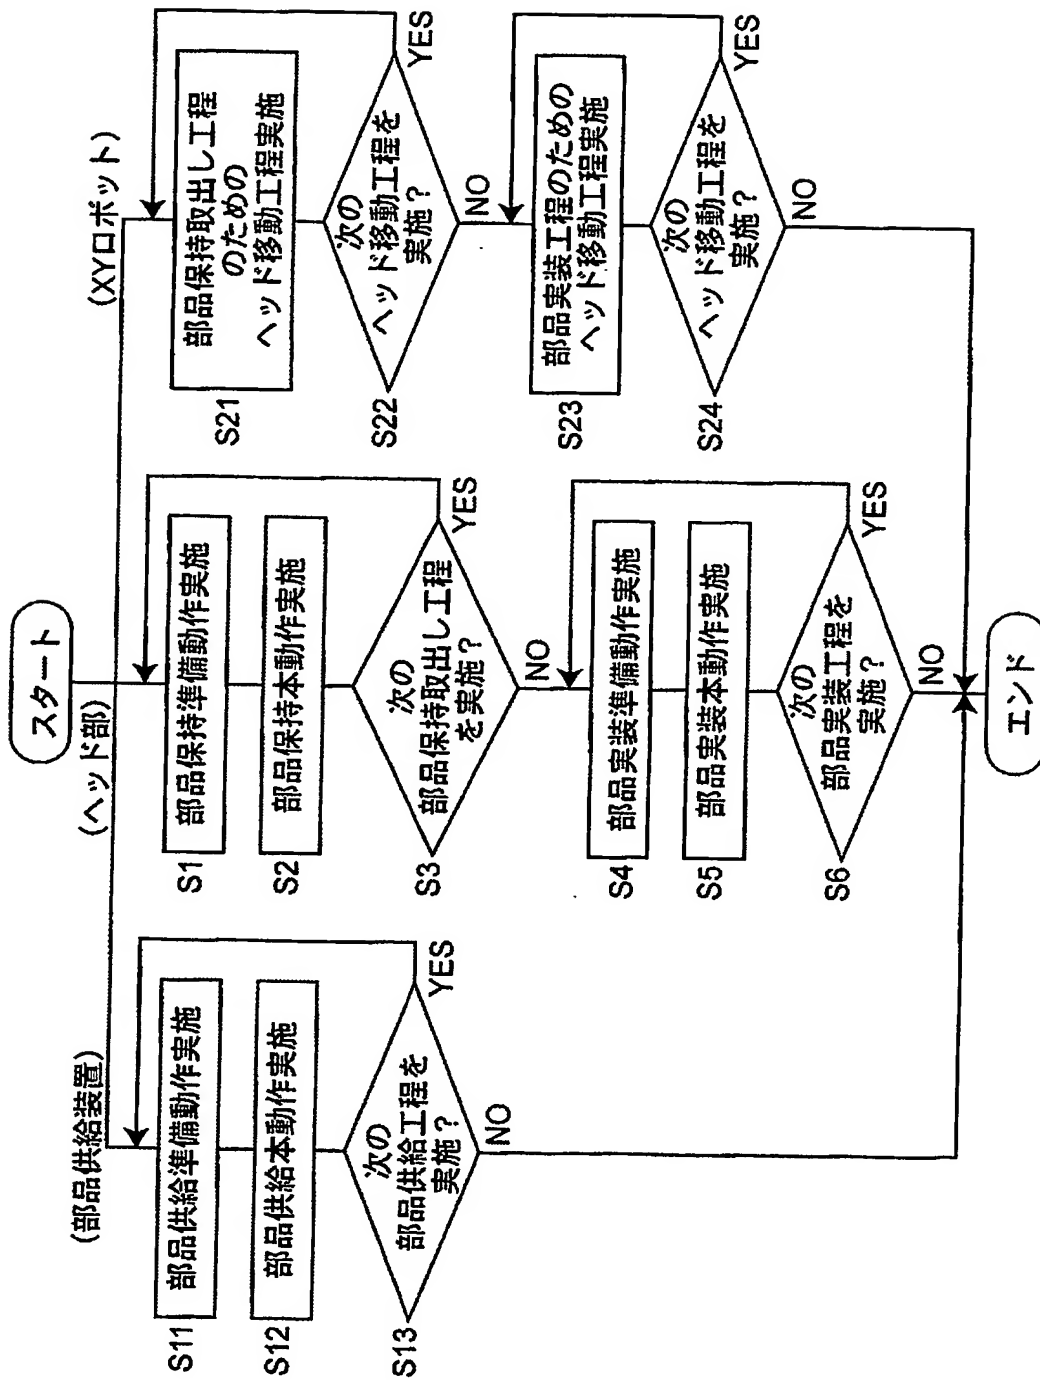 スタート
(部品供給装置)
(ヘッド部)
(XYロボット)
S11
部品供給準備動作実施
S12
部品供給本動作実施
S13
次の
部品供給工程を
実施？
YES
NO
S1
部品保持準備動作実施
S2
部品保持本動作実施
S3
次の
部品保持取出し工程
を実施？
YES
NO
S4
部品実装準備動作実施
S5
部品実装本動作実施
S6
次の
部品実装工程を
実施？
YES
NO
S21
部品保持取出し工程
のための
ヘッド移動工程実施
S22
次の
ヘッド移動工程を
実施？
YES
NO
S23
部品実装工程のための
ヘッド移動工程実施
S24
次の
ヘッド移動工程を
実施？
YES
NO
エンド